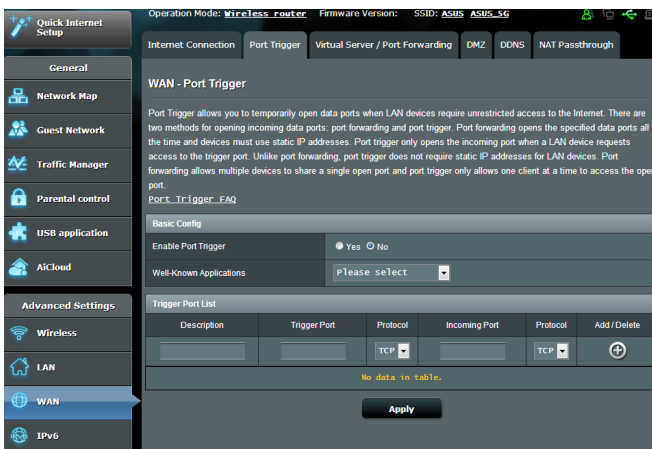 Quick Internet
Setup
General
Network Map
Guest Network
Traffic Manager
Parental control
USB application
AiCloud
Advanced Settings
Wireless
LAN
WAN
IPv6
Operation Mode: Wireless router Firmware Version: SSID: ASUS ASUS_5G
Internet Connection Port Trigger Virtual Server / Port Forwarding DMZ DDNS NAT Passthrough
WAN - Port Trigger
Port Trigger allows you to temporarily open data ports when LAN devices require unrestricted access to the Internet. There are
two methods for opening incoming data ports: port forwarding and port trigger. Port forwarding opens the specified data ports all
the time and devices must use static IP addresses. Port trigger only opens the incoming port when a LAN device requests
access to the trigger port. Unlike port forwarding, port trigger does not require static IP addresses for LAN devices. Port
forwarding allows multiple devices to share a single open port and port trigger only allows one client at a time to access the ope
port.
Port Trigger FAQ
Basic Config
Enable Port Trigger Yes No
Well-Known Applications Please select
Trigger Port List
Description Trigger Port Protocol Incoming Port Protocol Add / Delete
TCP TCP
No data in table.
Apply